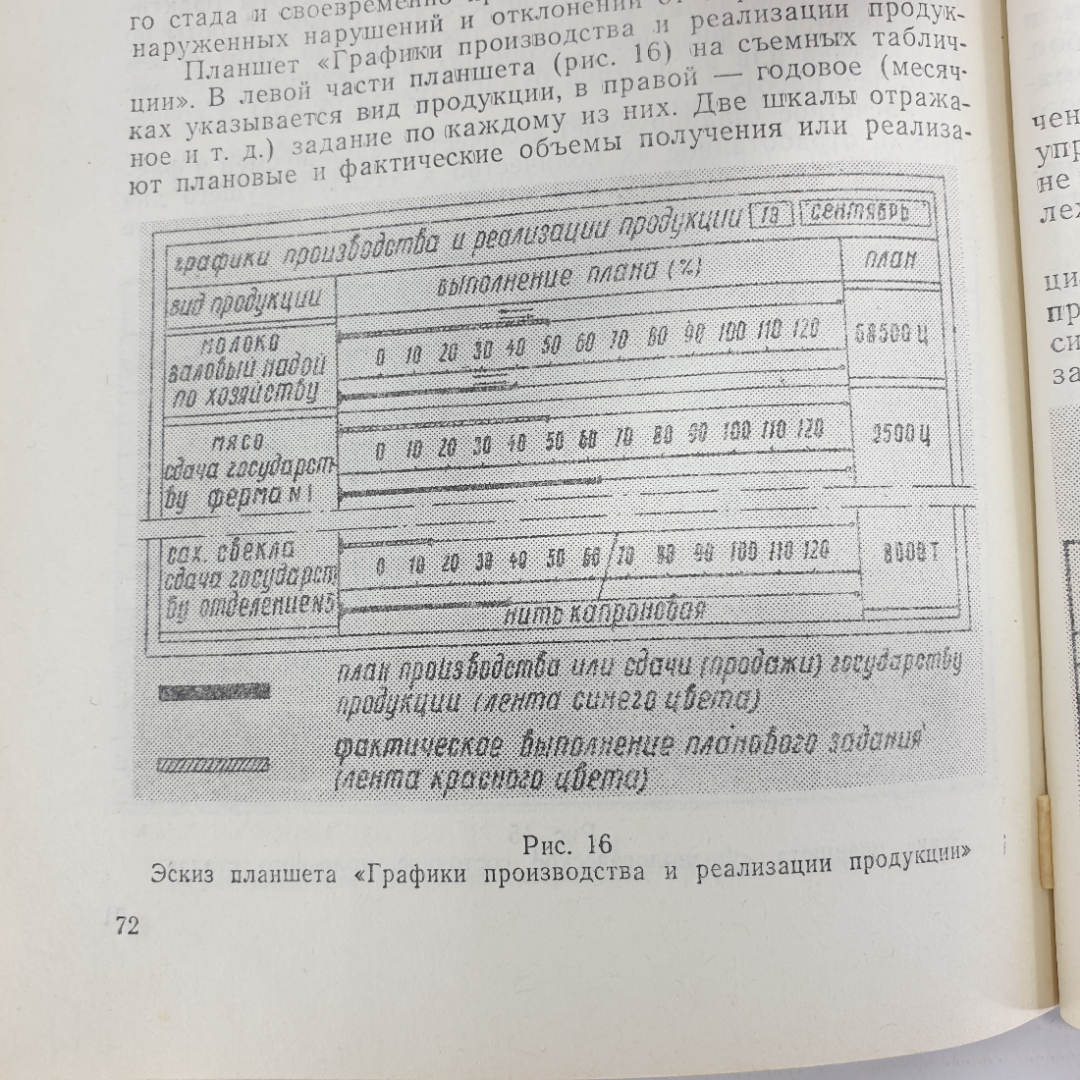 го стада и своевременно
наруженных нарушений и отклонений
Планшет «Графики производства и реализации продук-
ции». В левой части планшета (рис. 16) на съемных таблич-
ках указывается вид продукции, в правой — годовое (месяч-
ное и т. д.) задание по каждому из них. Две шкалы отража-
ют плановые и фактические объемы получения или реализа-
графики производства и реализации продукции сентябрь
вид продукции выполнение плана (%) план
молоко
валовый надой
по хозяйству
0 10 20 30 40 50 60 70 80 90 100 110 120
68500 ц
мясо
сдача государст-
ву ферма №1
0 10 20 30 40 50 60 70 80 90 100 110 120
2500 ц
сах. свекла
сдача государст
ву отделение №5
0 10 20 30 40 50 60 70 80 90 100 110 120
8000 т
нить капроновая
план производства или сдачи (продажи) государству
продукции (лента синего цвета)
фактическое выполнение планового задания
(лента красного цвета)
Рис. 16
Эскиз планшета «Графики производства и реализации продукции»
72
чен
упр
не
ле
ци
пр
си
за